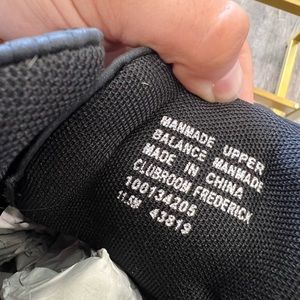 MANMADE UPPER
BALANCE MANMADE
MADE IN CHINA
CLUBROOM FREDERICK
100134205
11.5M 43819